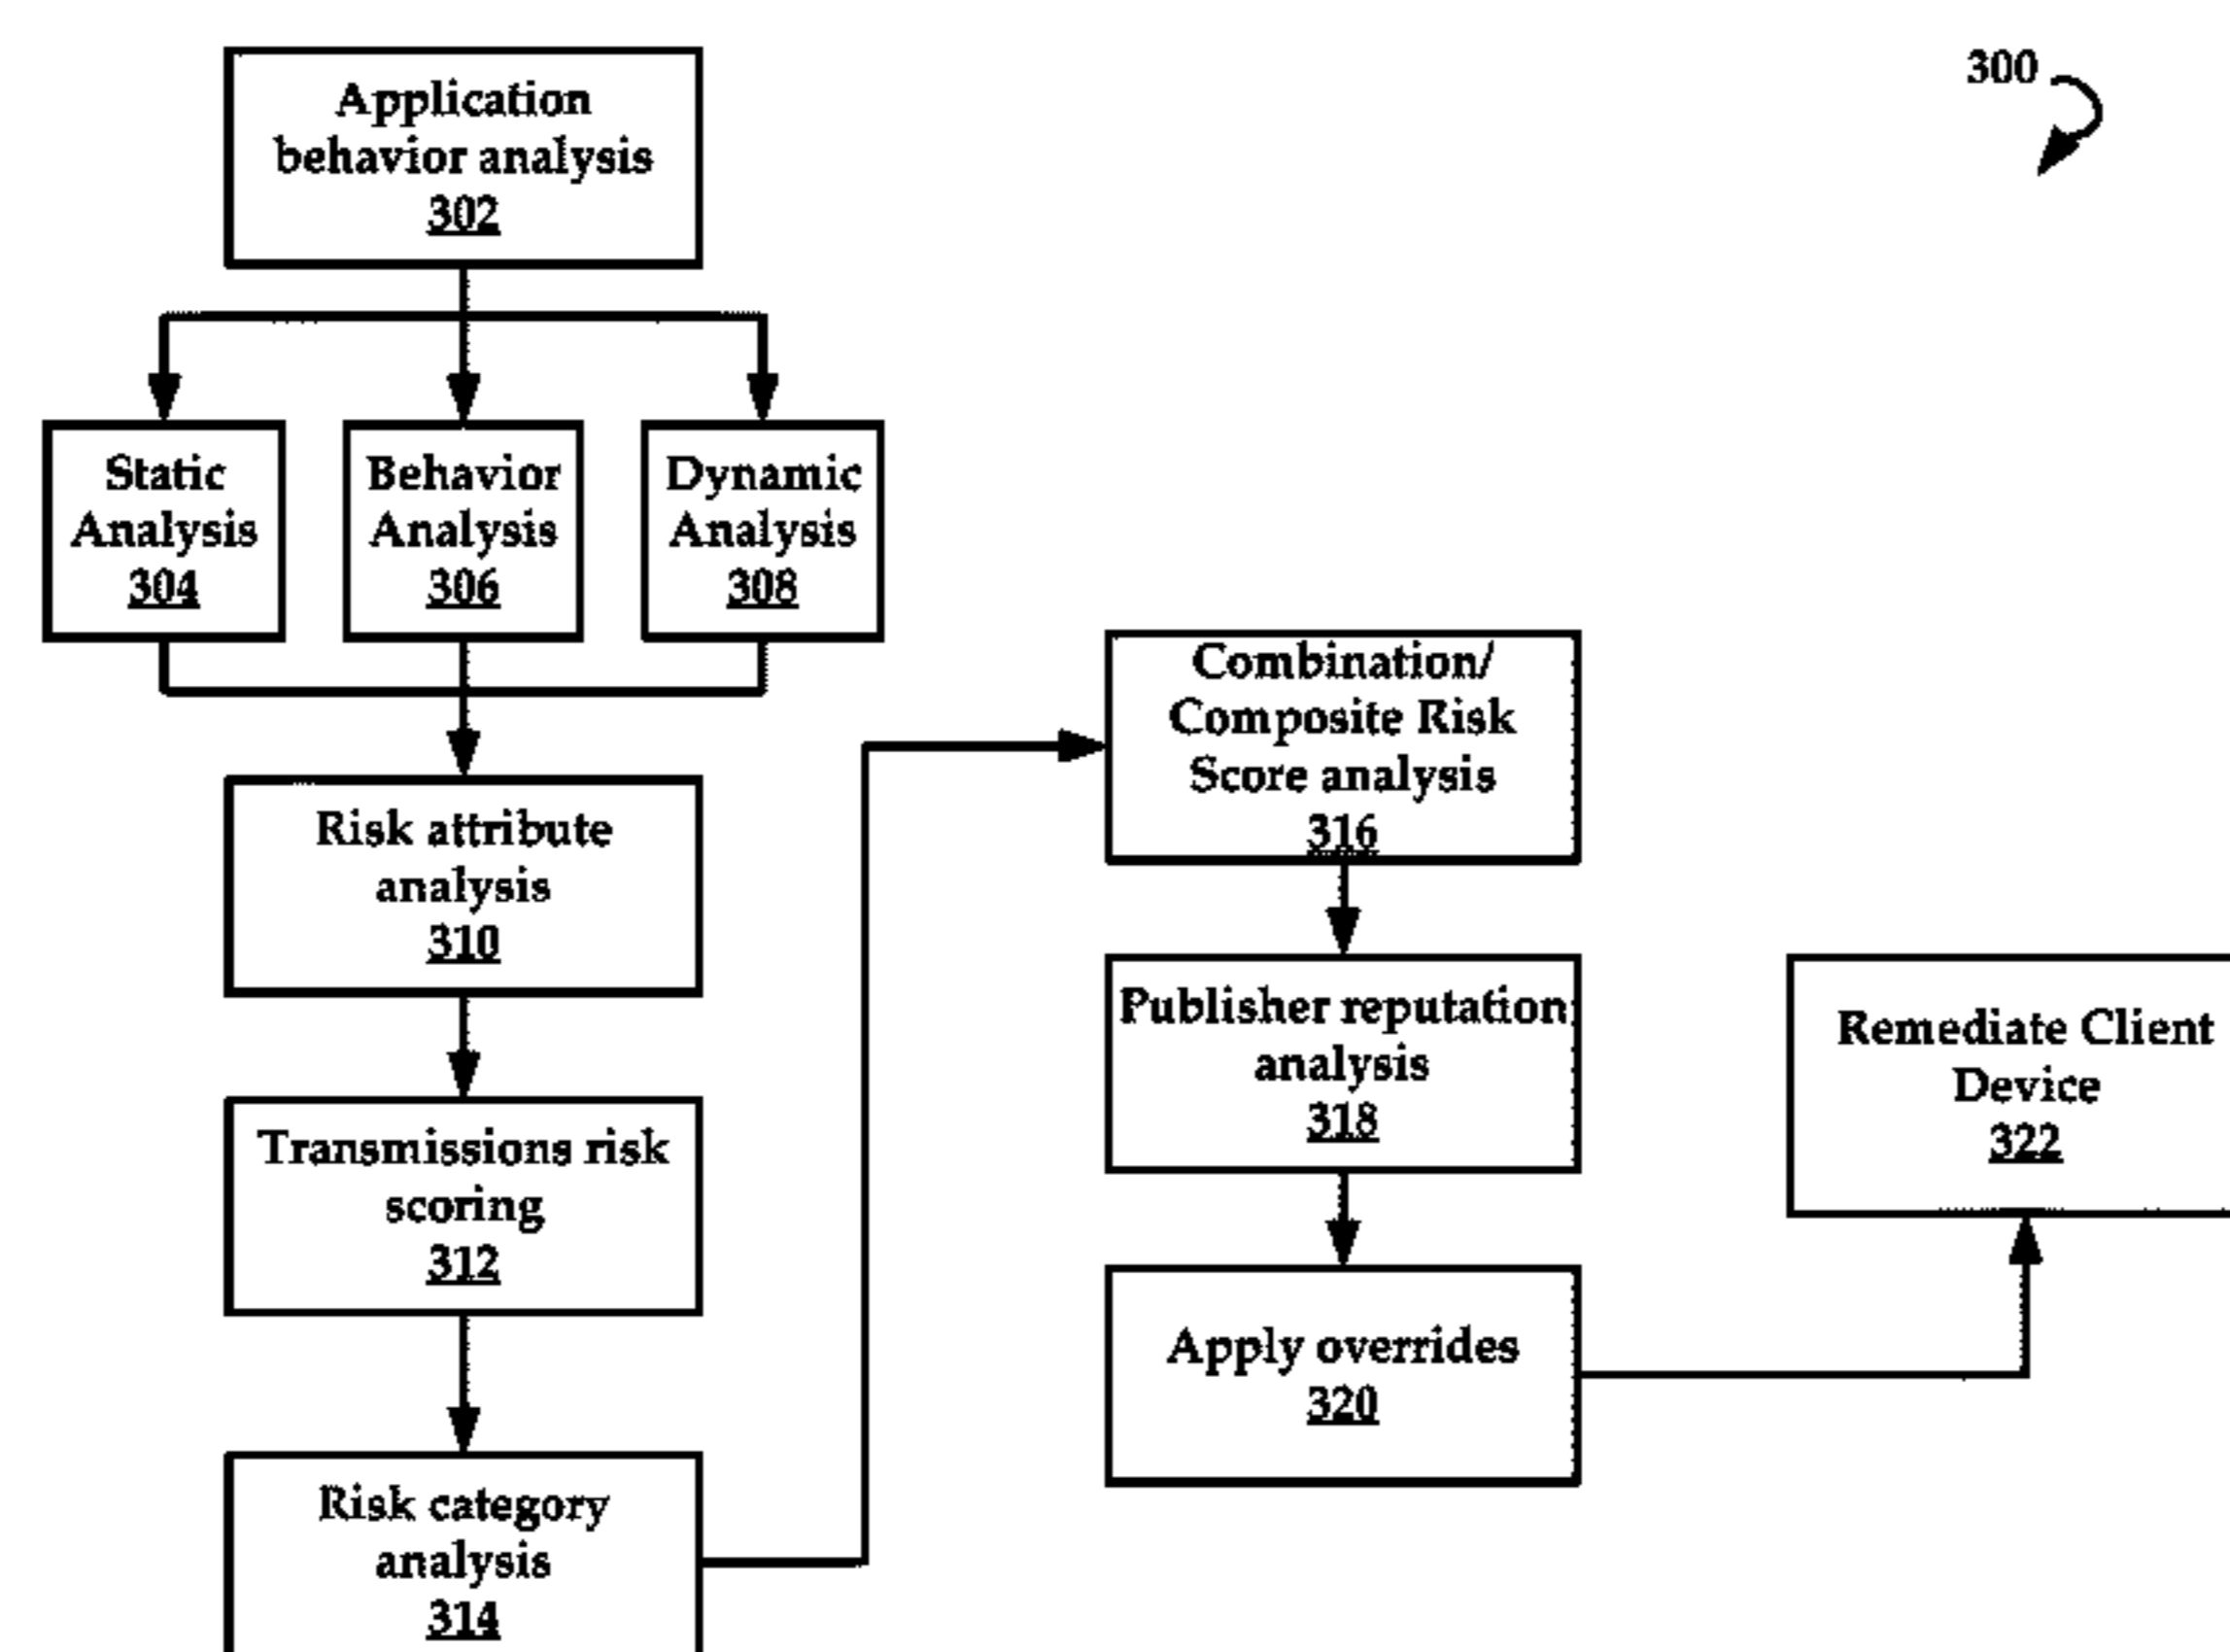 300
Application
behavior analysis
302
Static
Analysis
304
Behavior
Analysis
306
Dynamic
Analysis
308
Risk attribute
analysis
310
Transmissions risk
scoring
312
Risk category
analysis
314
Combination/
Composite Risk
Score analysis
316
Publisher reputation
analysis
318
Apply overrides
320
Remediate Client
Device
322